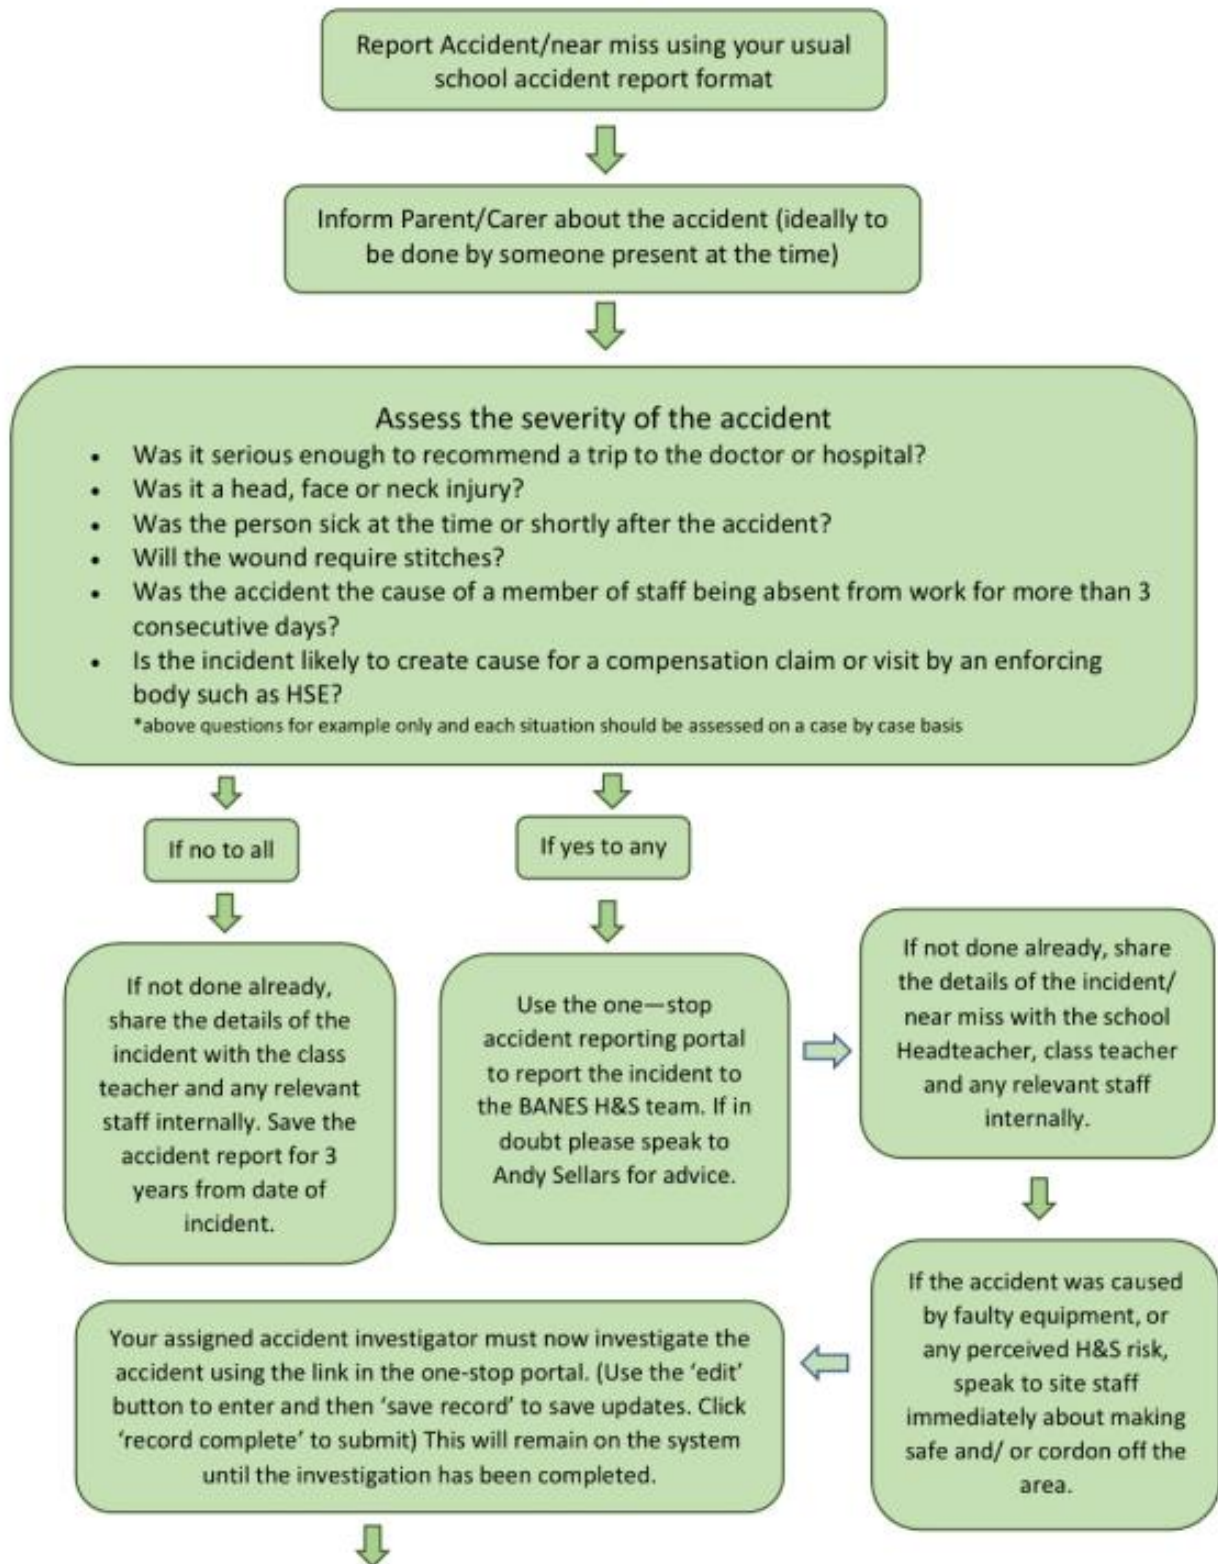 Report Accident/near miss using your usual
school accident report format
Inform Parent/Carer about the accident (ideally to
be done by someone present at the time)
Assess the severity of the accident
• Was it serious enough to recommend a trip to the doctor or hospital?
• Was it a head, face or neck injury?
• Was the person sick at the time or shortly after the accident?
• Will the wound require stitches?
• Was the accident the cause of a member of staff being absent from work for more than 3
consecutive days?
• Is the incident likely to create cause for a compensation claim or visit by an enforcing
body such as HSE?
*above questions for example only and each situation should be assessed on a case by case basis
If no to all
If yes to any
If not done already,
share the details of the
incident with the class
teacher and any relevant
staff internally. Save the
accident report for 3
years from date of
incident.
Use the one—stop
accident reporting portal
to report the incident to
the BANES H&S team. If in
doubt please speak to
Andy Sellars for advice.
If not done already, share
the details of the incident/
near miss with the school
Headteacher, class teacher
and any relevant staff
internally.
If the accident was caused
by faulty equipment, or
any perceived H&S risk,
speak to site staff
immediately about making
safe and/ or cordon off the
area.
Your assigned accident investigator must now investigate the
accident using the link in the one-stop portal. (Use the ‘edit’
button to enter and then ‘save record’ to save updates. Click
‘record complete’ to submit) This will remain on the system
until the investigation has been completed.